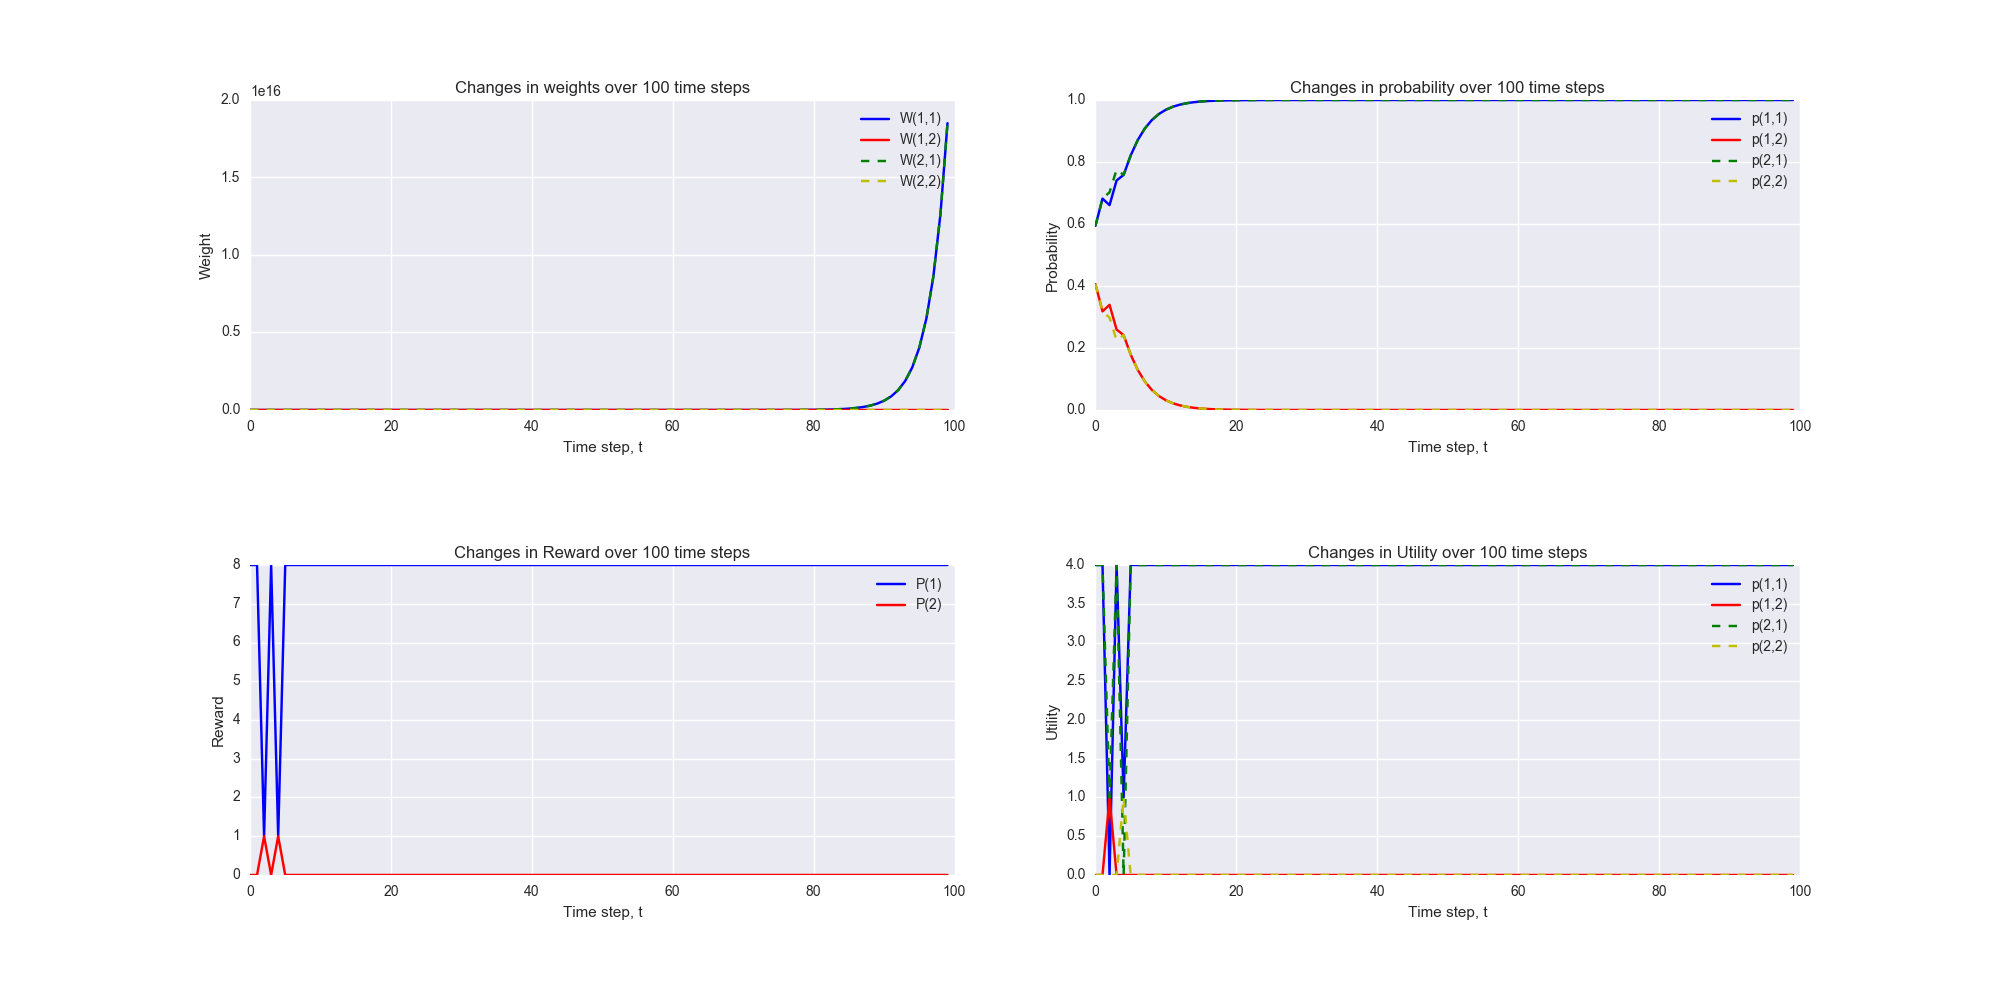 Changes in weights over 100 time steps
1e16
2.0
1.5
1.0
0.5
0.0
Weight
W(1,1)
W(1,2)
W(2,1)
W(2,2)
0 20 40 60 80 100
Time step, t
Changes in probability over 100 time steps
1.0
0.8
0.6
0.4
0.2
0.0
Probability
p(1,1)
p(1,2)
p(2,1)
p(2,2)
0 20 40 60 80 100
Time step, t
Changes in Reward over 100 time steps
8
7
6
5
4
3
2
1
0
Reward
P(1)
P(2)
0 20 40 60 80 100
Time step, t
Changes in Utility over 100 time steps
4.0
3.5
3.0
2.5
2.0
1.5
1.0
0.5
0.0
Utility
p(1,1)
p(1,2)
p(2,1)
p(2,2)
0 20 40 60 80 100
Time step, t